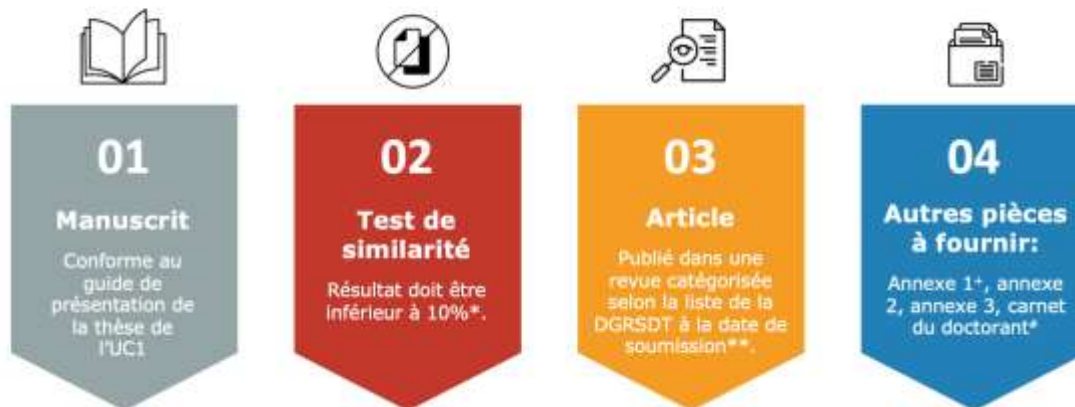 01
Manuscrit
Conforme au
guide de
présentation de
la thèse de
l'UC1
02
Test de
similarité
Résultat doit être
inférieur à 10%*.
03
Article
Publié dans une
revue catégorisée
selon la liste de la
DGRSDT à la date de
soumission**.
04
Autres pièces
à fournir:
Annexe 1⁺, annexe
2, annexe 3, carnet
du doctorant#